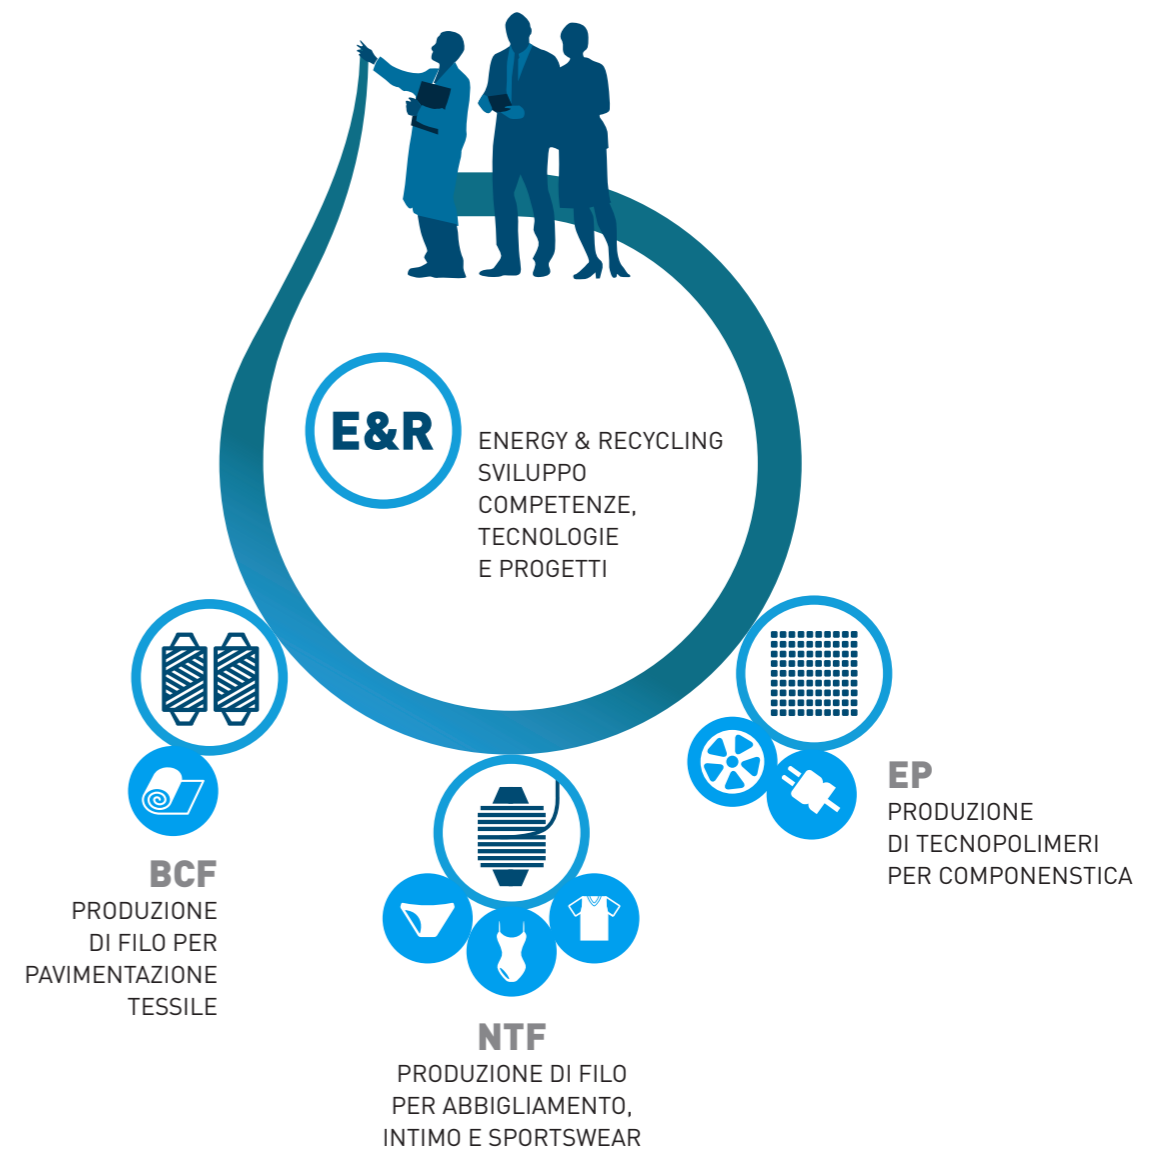 E&R
ENERGY & RECYCLING
SVILUPPO
COMPETENZE,
TECNOLOGIE
E PROGETTI
BCF
PRODUZIONE
DI FILO PER
PAVIMENTAZIONE
TESSILE
NTF
PRODUZIONE DI FILO
PER ABBIGLIAMENTO,
INTIMO E SPORTSWEAR
EP
PRODUZIONE
DI TECNOPOLIMERI
PER COMPONENSTICA